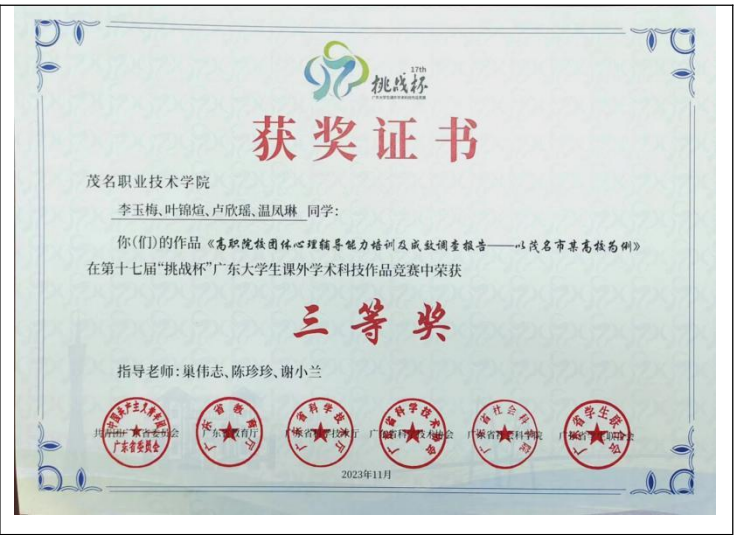 17th
挑战杯
获奖证书
茂名职业技术学院
李玉梅、叶锦煊、卢欣瑶、温凤琳 同学：
你(们)的作品《高职院校团体心理辅导能力培训及成效调查报告——以茂名市某高校为例》
在第十七届“挑战杯”广东大学生课外学术科技作品竞赛中荣获
三等奖
指导老师：巢伟志、陈珍珍、谢小兰
共青团广东省委员会 广东省教育厅 广东省科学技术厅 广东省科学技术协会 广东省社会科学院 广东省学生联合会
2023年11月